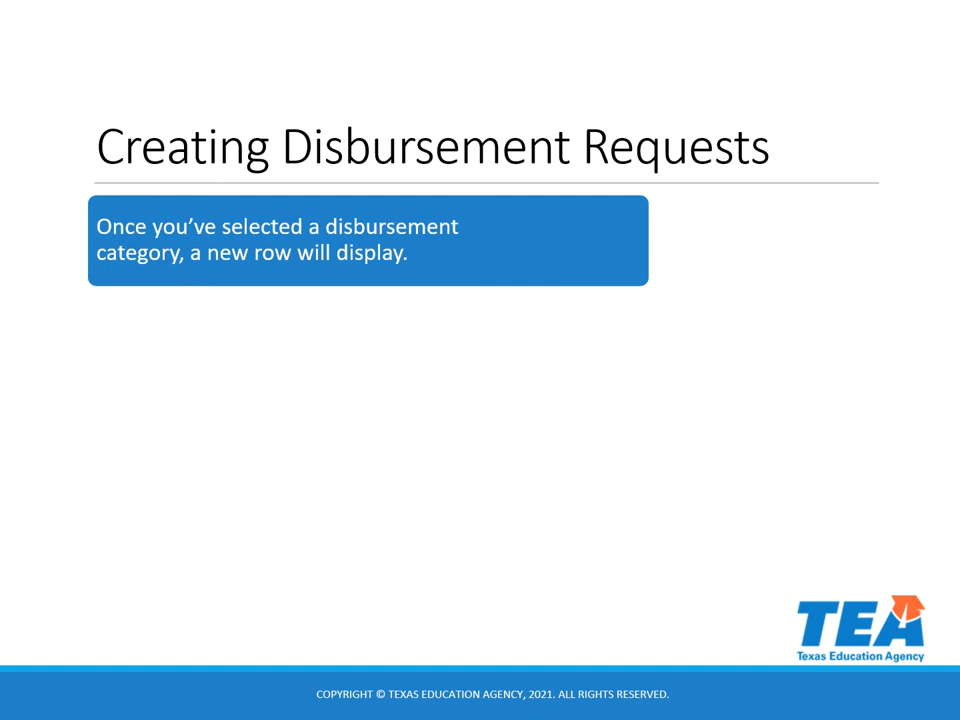 Creating Disbursement Requests
Once you’ve selected a disbursement
category, a new row will display.
TEA
Texas Education Agency
COPYRIGHT © TEXAS EDUCATION AGENCY, 2021. ALL RIGHTS RESERVED.